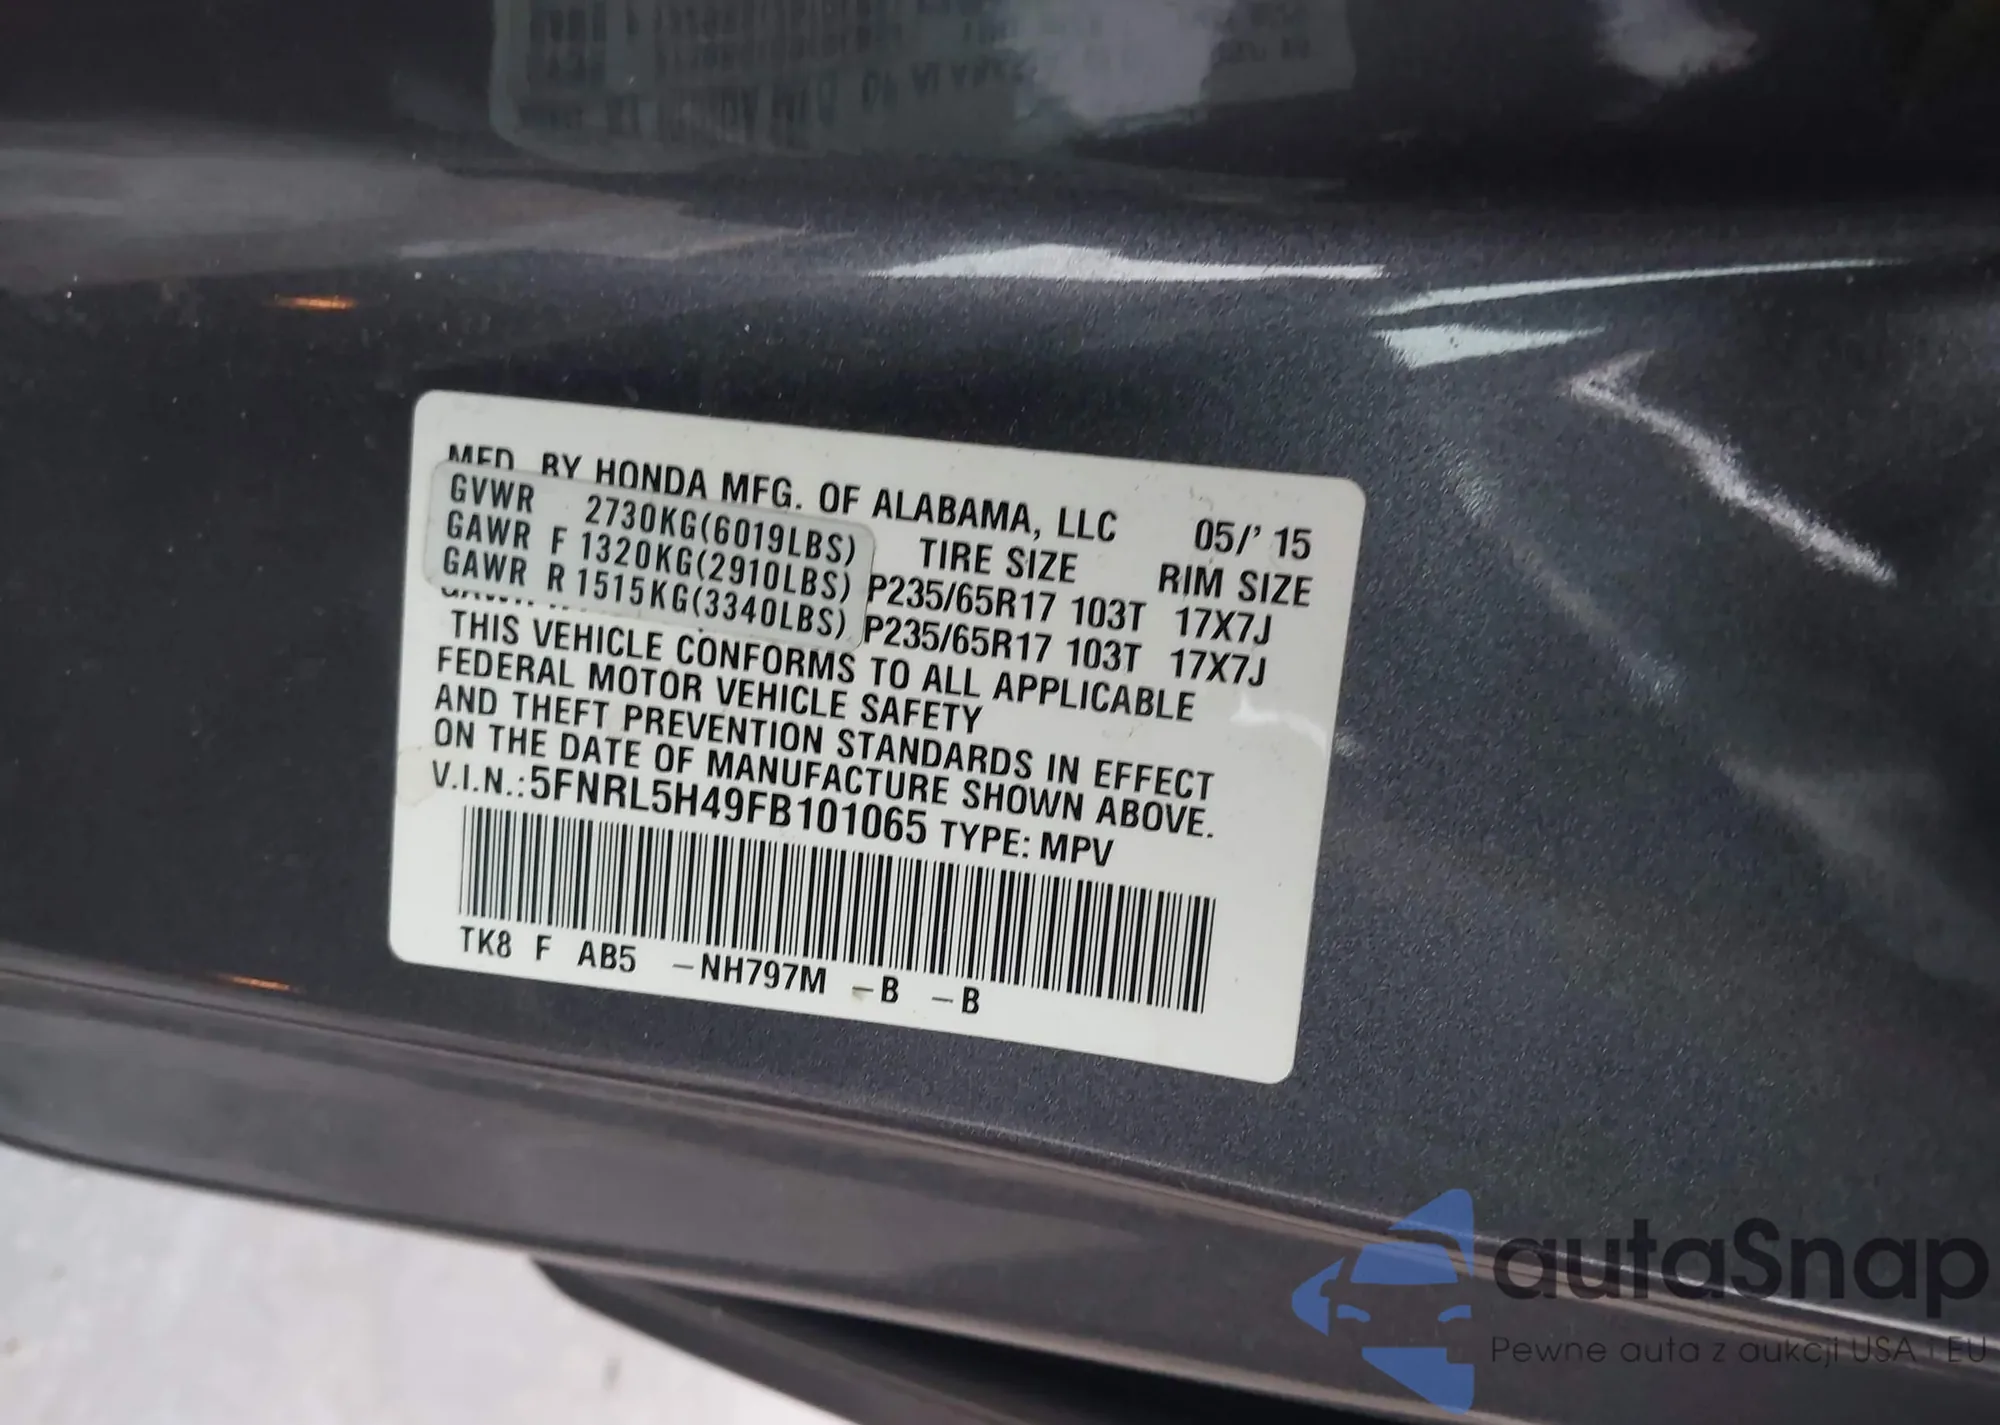 MFD. BY HONDA MFG. OF ALABAMA, LLC 05/' 15
GVWR 2730KG(6019LBS) TIRE SIZE RIM SIZE
GAWR F 1320KG(2910LBS) P235/65R17 103T 17X7J
GAWR R 1515KG(3340LBS) P235/65R17 103T 17X7J
THIS VEHICLE CONFORMS TO ALL APPLICABLE
FEDERAL MOTOR VEHICLE SAFETY
AND THEFT PREVENTION STANDARDS IN EFFECT
ON THE DATE OF MANUFACTURE SHOWN ABOVE.
V.I.N.: 5FNRL5H49FB101065 TYPE: MPV
TK8 F AB5 -NH797M -B -B
autaSnap
Pewne auta z aukcji USA i EU